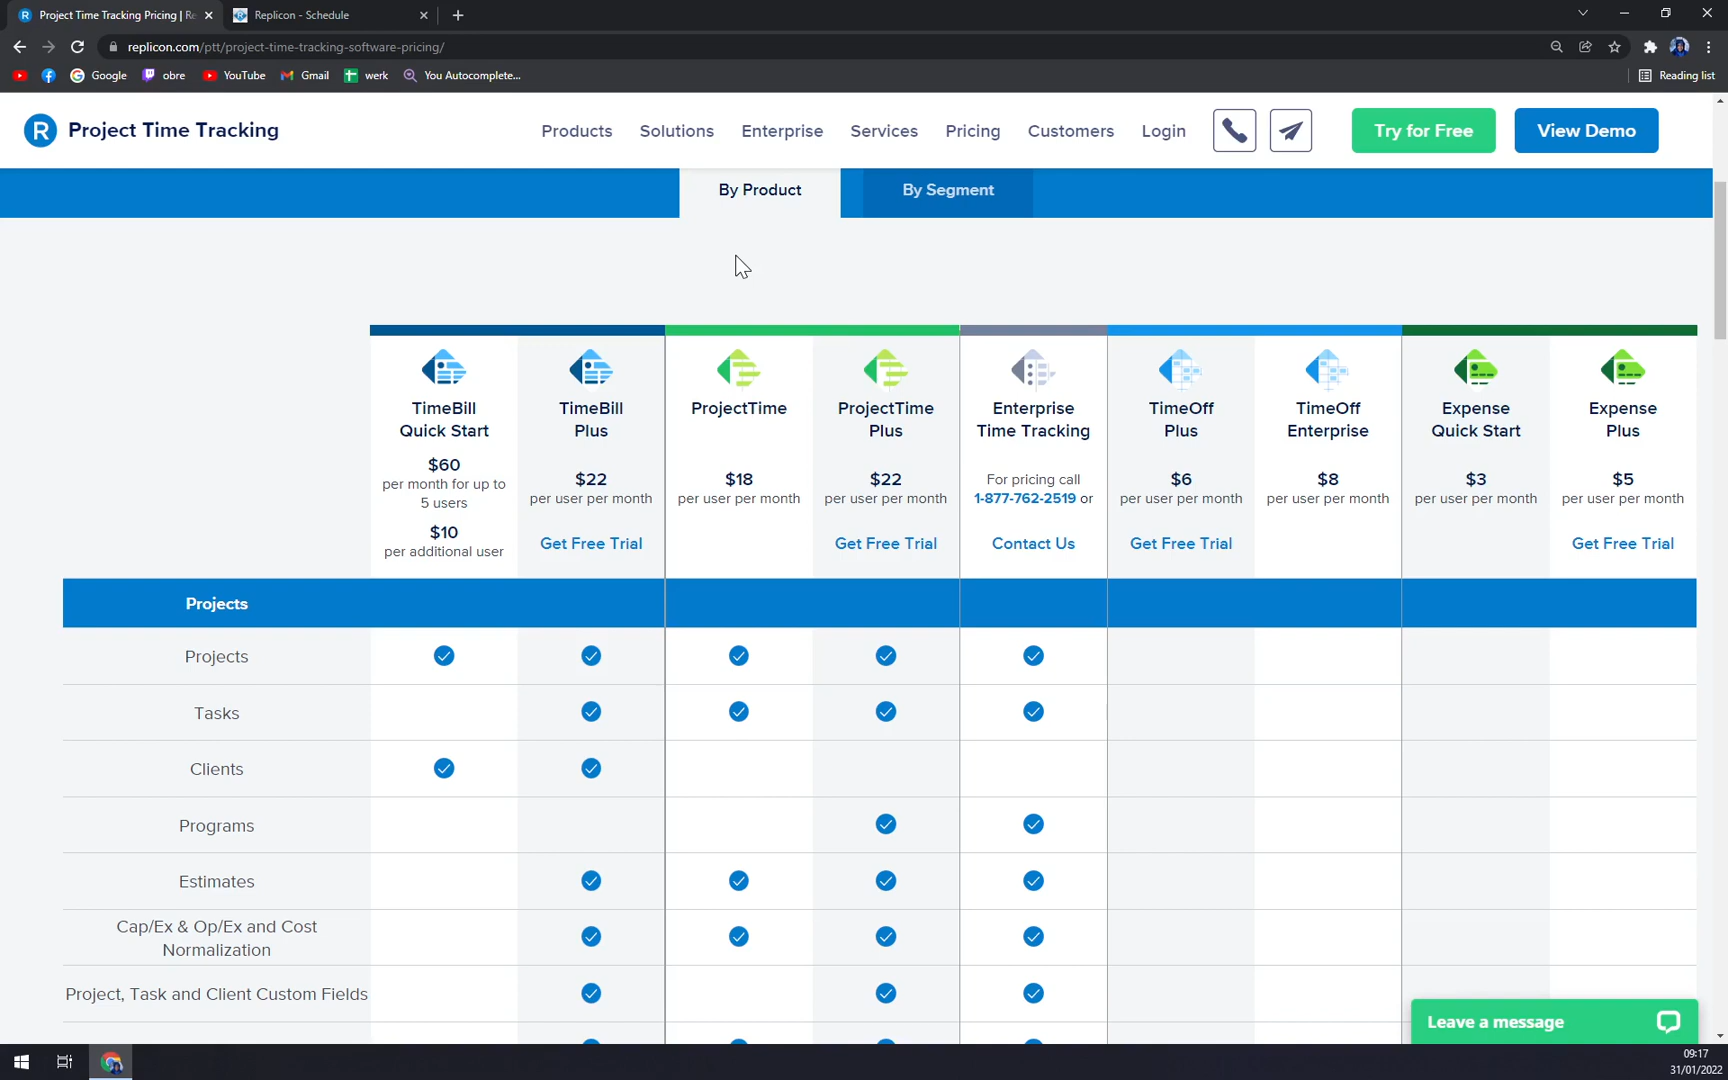 Project Time Tracking Pricing | Re
Replicon - Schedule
replicon.com/ptt/project-time-tracking-software-pricing/
Google
obre
YouTube
Gmail
werk
You Autocomplete...
Reading list
R Project Time Tracking
Products
Solutions
Enterprise
Services
Pricing
Customers
Login
Try for Free
View Demo
By Product
By Segment
TimeBill
Quick Start
$60
per month for up to
5 users
$10
per additional user
TimeBill
Plus
$22
per user per month
Get Free Trial
ProjectTime
$18
per user per month
ProjectTime
Plus
$22
per user per month
Get Free Trial
Enterprise
Time Tracking
For pricing call
1-877-762-2519 or
Contact Us
TimeOff
Plus
$6
per user per month
Get Free Trial
TimeOff
Enterprise
$8
per user per month
Expense
Quick Start
$3
per user per month
Expense
Plus
$5
per user per month
Get Free Trial
Projects
Projects
Tasks
Clients
Programs
Estimates
Cap/Ex & Op/Ex and Cost
Normalization
Project, Task and Client Custom Fields
Leave a message
09:17
31/01/2022